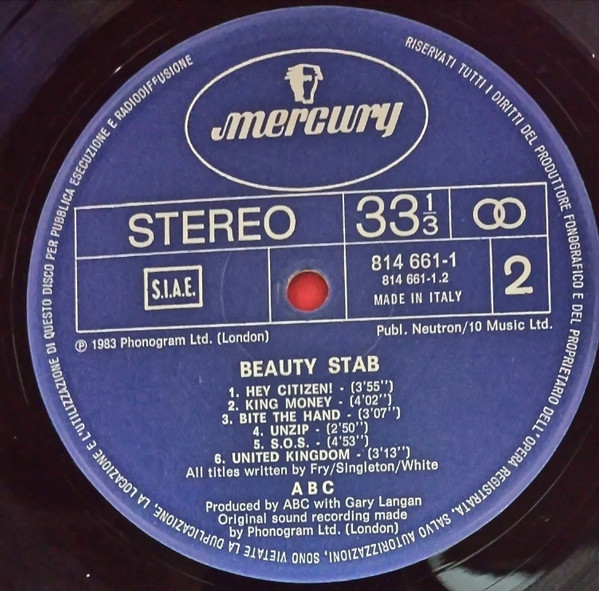 RISERVATI TUTTI I DIRITTI DEL PRODUTTORE FONOGRAFICO E DEL PROPRIETARIO DELL'OPERA REGISTRATA. SALVO AUTORIZZAZIONI, SONO VIETATE LA DUPLICAZIONE, LA LOCAZIONE E L'UTILIZZAZIONE DI QUESTO DISCO PER PUBBLICA ESECUZIONE E RADIODIFFUSIONE
mercury
STEREO
33 1/3
S.I.A.E.
814 661-1
814 661-1.2
MADE IN ITALY
2
℗ 1983 Phonogram Ltd. (London)
Publ. Neutron/10 Music Ltd.
BEAUTY STAB
1. HEY CITIZEN! - (3'55'')
2. KING MONEY - (4'02'')
3. BITE THE HAND - (3'07'')
4. UNZIP - (2'50'')
5. S.O.S. - (4'53'')
6. UNITED KINGDOM - (3'13'')
All titles written by Fry/Singleton/White
ABC
Produced by ABC with Gary Langan
Original sound recording made
by Phonogram Ltd. (London)